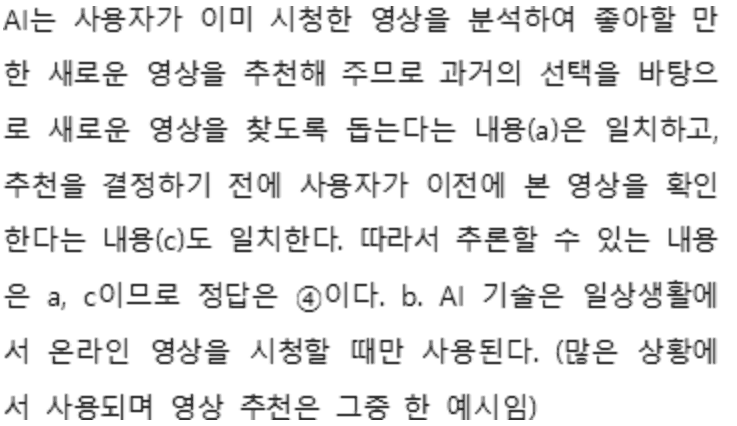 AI는 사용자가 이미 시청한 영상을 분석하여 좋아할 만
한 새로운 영상을 추천해 주므로 과거의 선택을 바탕으
로 새로운 영상을 찾도록 돕는다는 내용(a)은 일치하고,
추천을 결정하기 전에 사용자가 이전에 본 영상을 확인
한다는 내용(c)도 일치한다. 따라서 추론할 수 있는 내용
은 a, c이므로 정답은 ④이다. b. AI 기술은 일상생활에
서 온라인 영상을 시청할 때만 사용된다. (많은 상황에
서 사용되며 영상 추천은 그중 한 예시임)